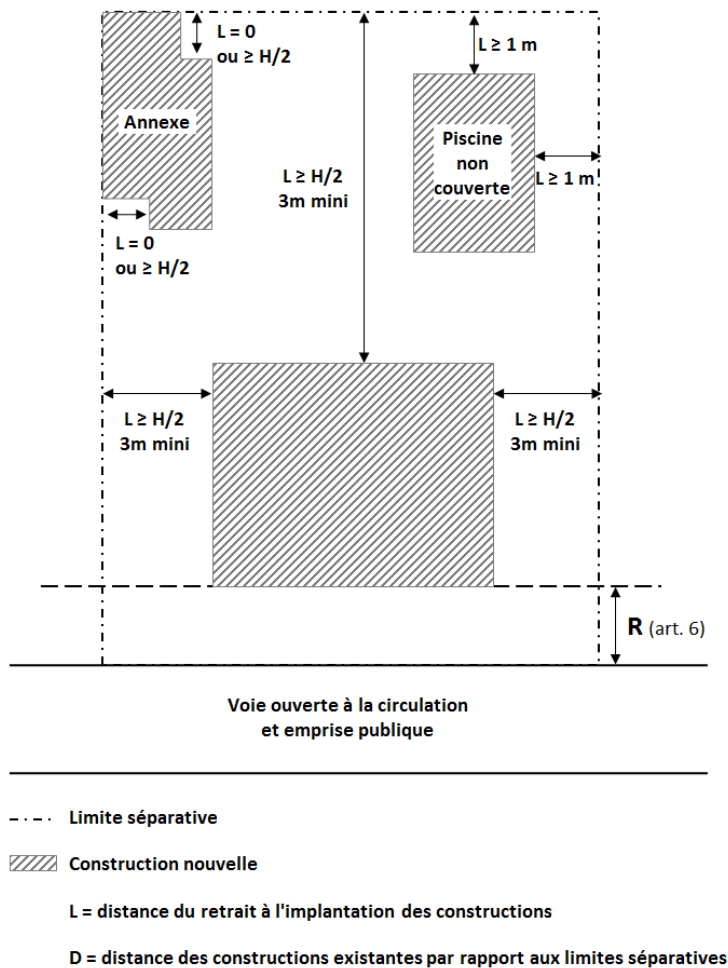 L = 0
ou ≥ H/2
L ≥ 1 m
Annexe
Piscine
non
couverte
L ≥ H/2
3m mini
L ≥ 1 m
L = 0
ou ≥ H/2
L ≥ H/2
3m mini
L ≥ H/2
3m mini
R (art. 6)
Voie ouverte à la circulation
et emprise publique
Limite séparative
Construction nouvelle
L = distance du retrait à l'implantation des constructions
D = distance des constructions existantes par rapport aux limites séparatives